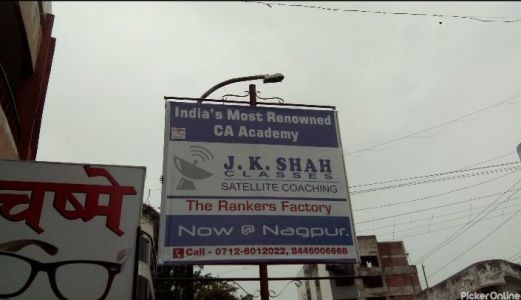 India's Most Renowned
CA Academy
J. K. SHAH
CLASSES
SATELLITE COACHING
The Rankers Factory
Now @ Nagpur.
Call - 0712-6012022, 8446006668
चष्मे
PickerOnline